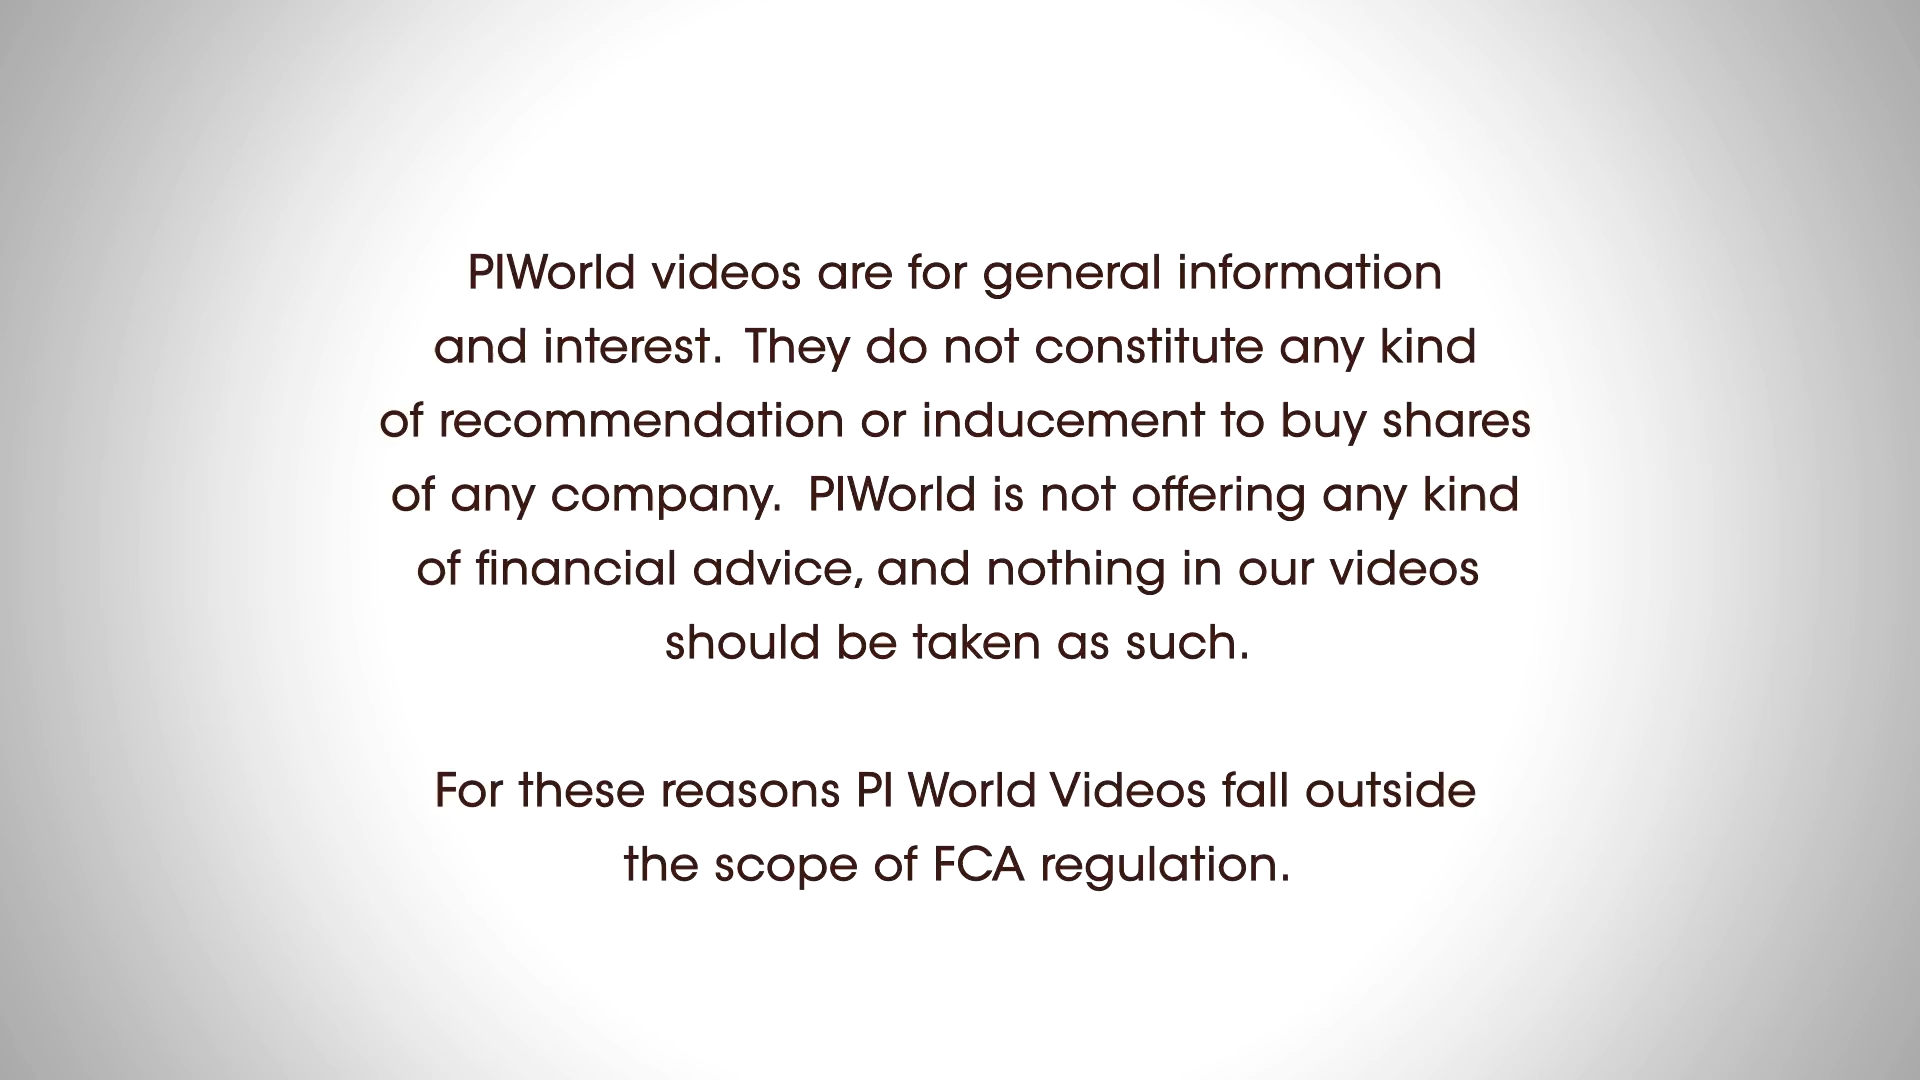 PIWorld videos are for general information
and interest. They do not constitute any kind
of recommendation or inducement to buy shares
of any company. PIWorld is not offering any kind
of financial advice, and nothing in our videos
should be taken as such.
For these reasons PI World Videos fall outside
the scope of FCA regulation.